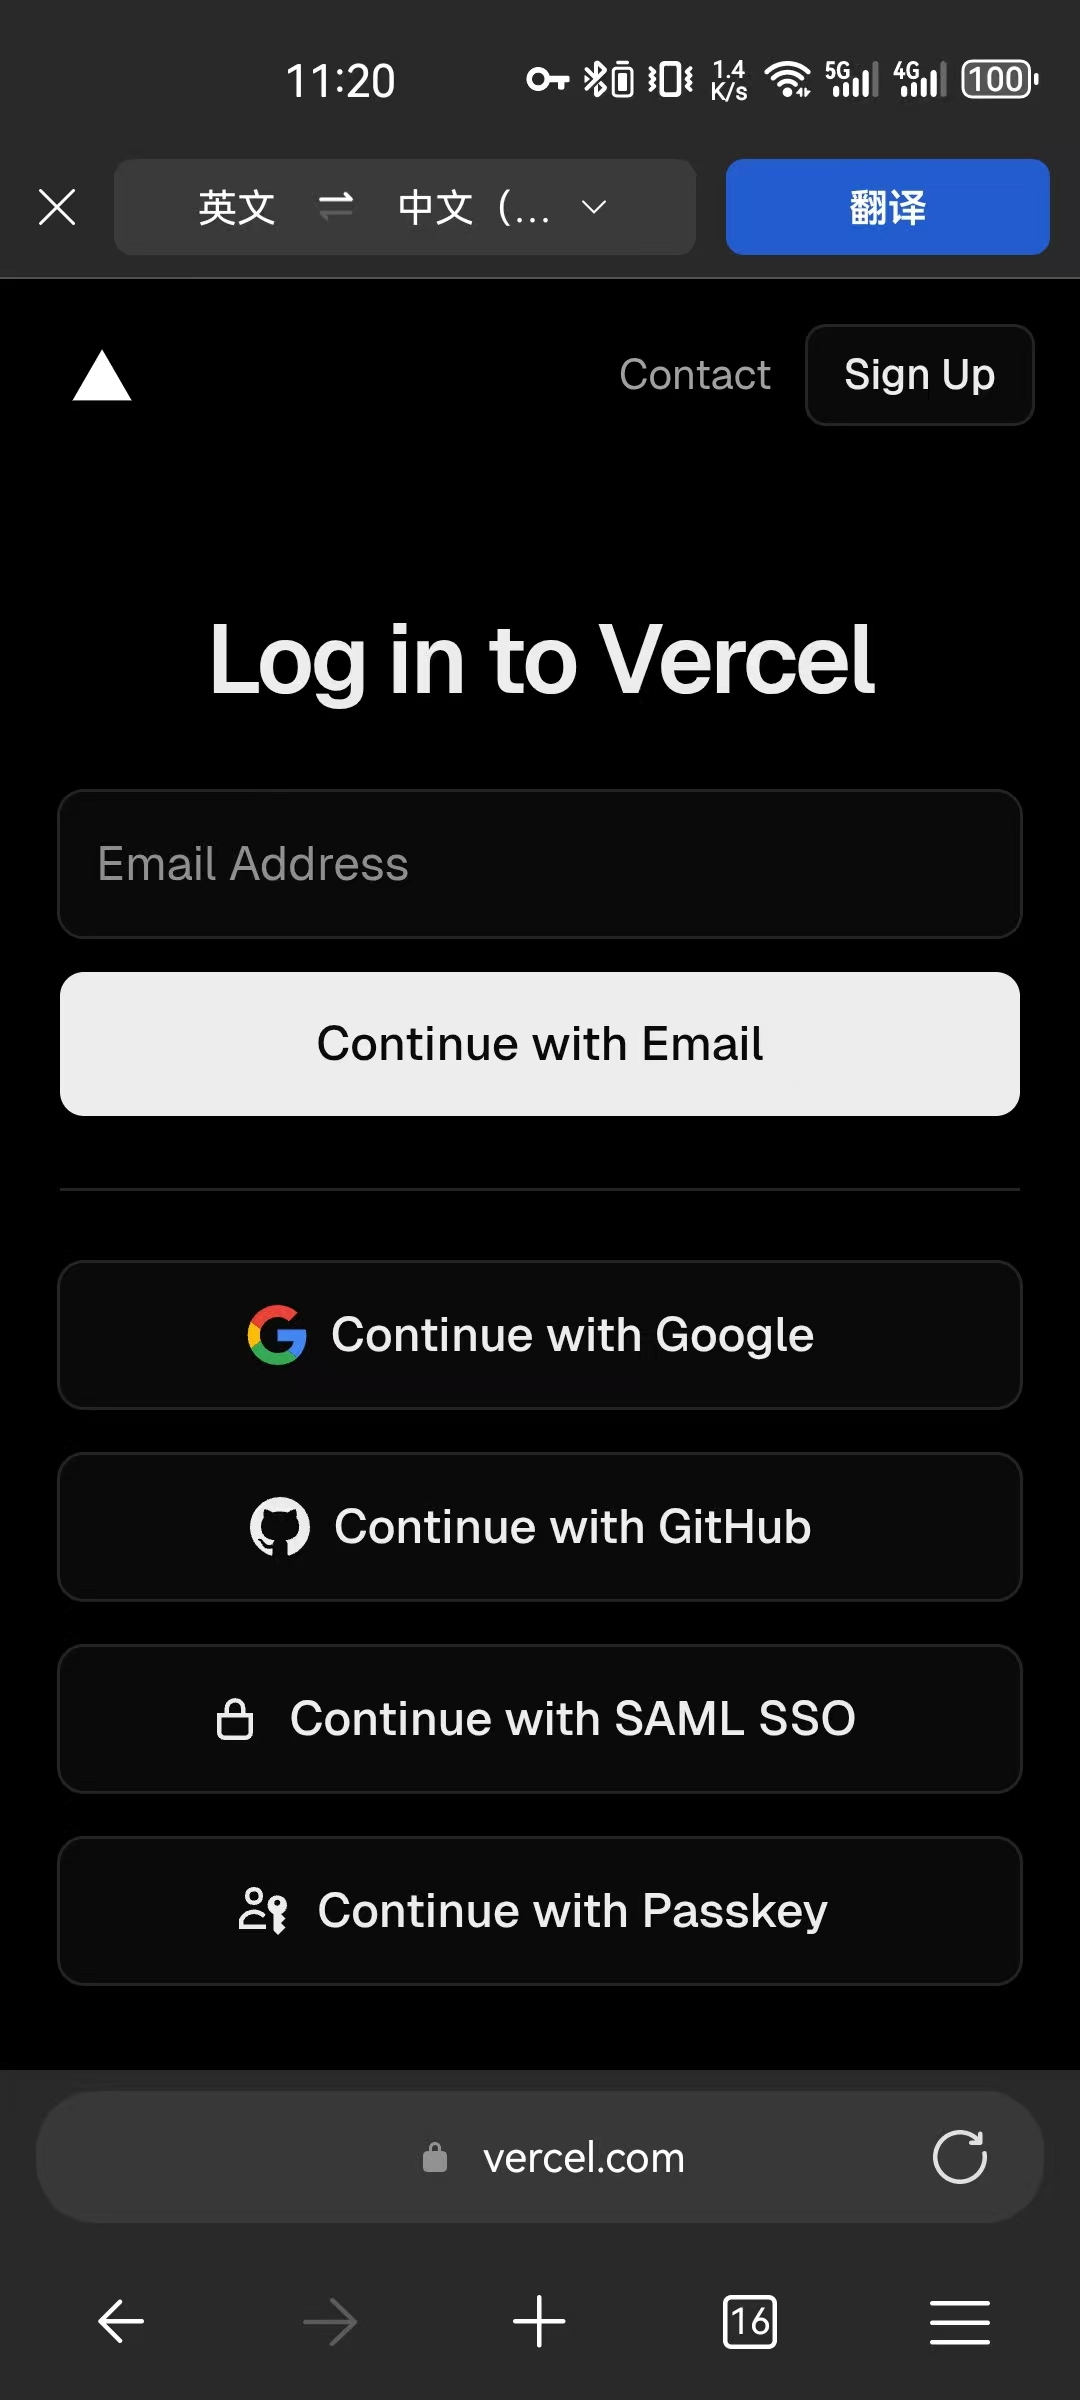 11:20
1.4 K/s
5G
4G
100
英文 中文 (...
翻译
Contact
Sign Up
Log in to Vercel
Email Address
Continue with Email
Continue with Google
Continue with GitHub
Continue with SAML SSO
Continue with Passkey
vercel.com
16